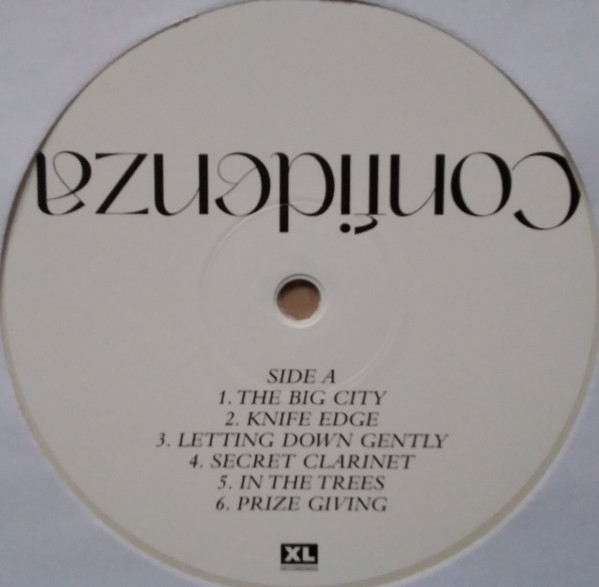 Confidenza
SIDE A
1. THE BIG CITY
2. KNIFE EDGE
3. LETTING DOWN GENTLY
4. SECRET CLARINET
5. IN THE TREES
6. PRIZE GIVING
XL
RECORDINGS